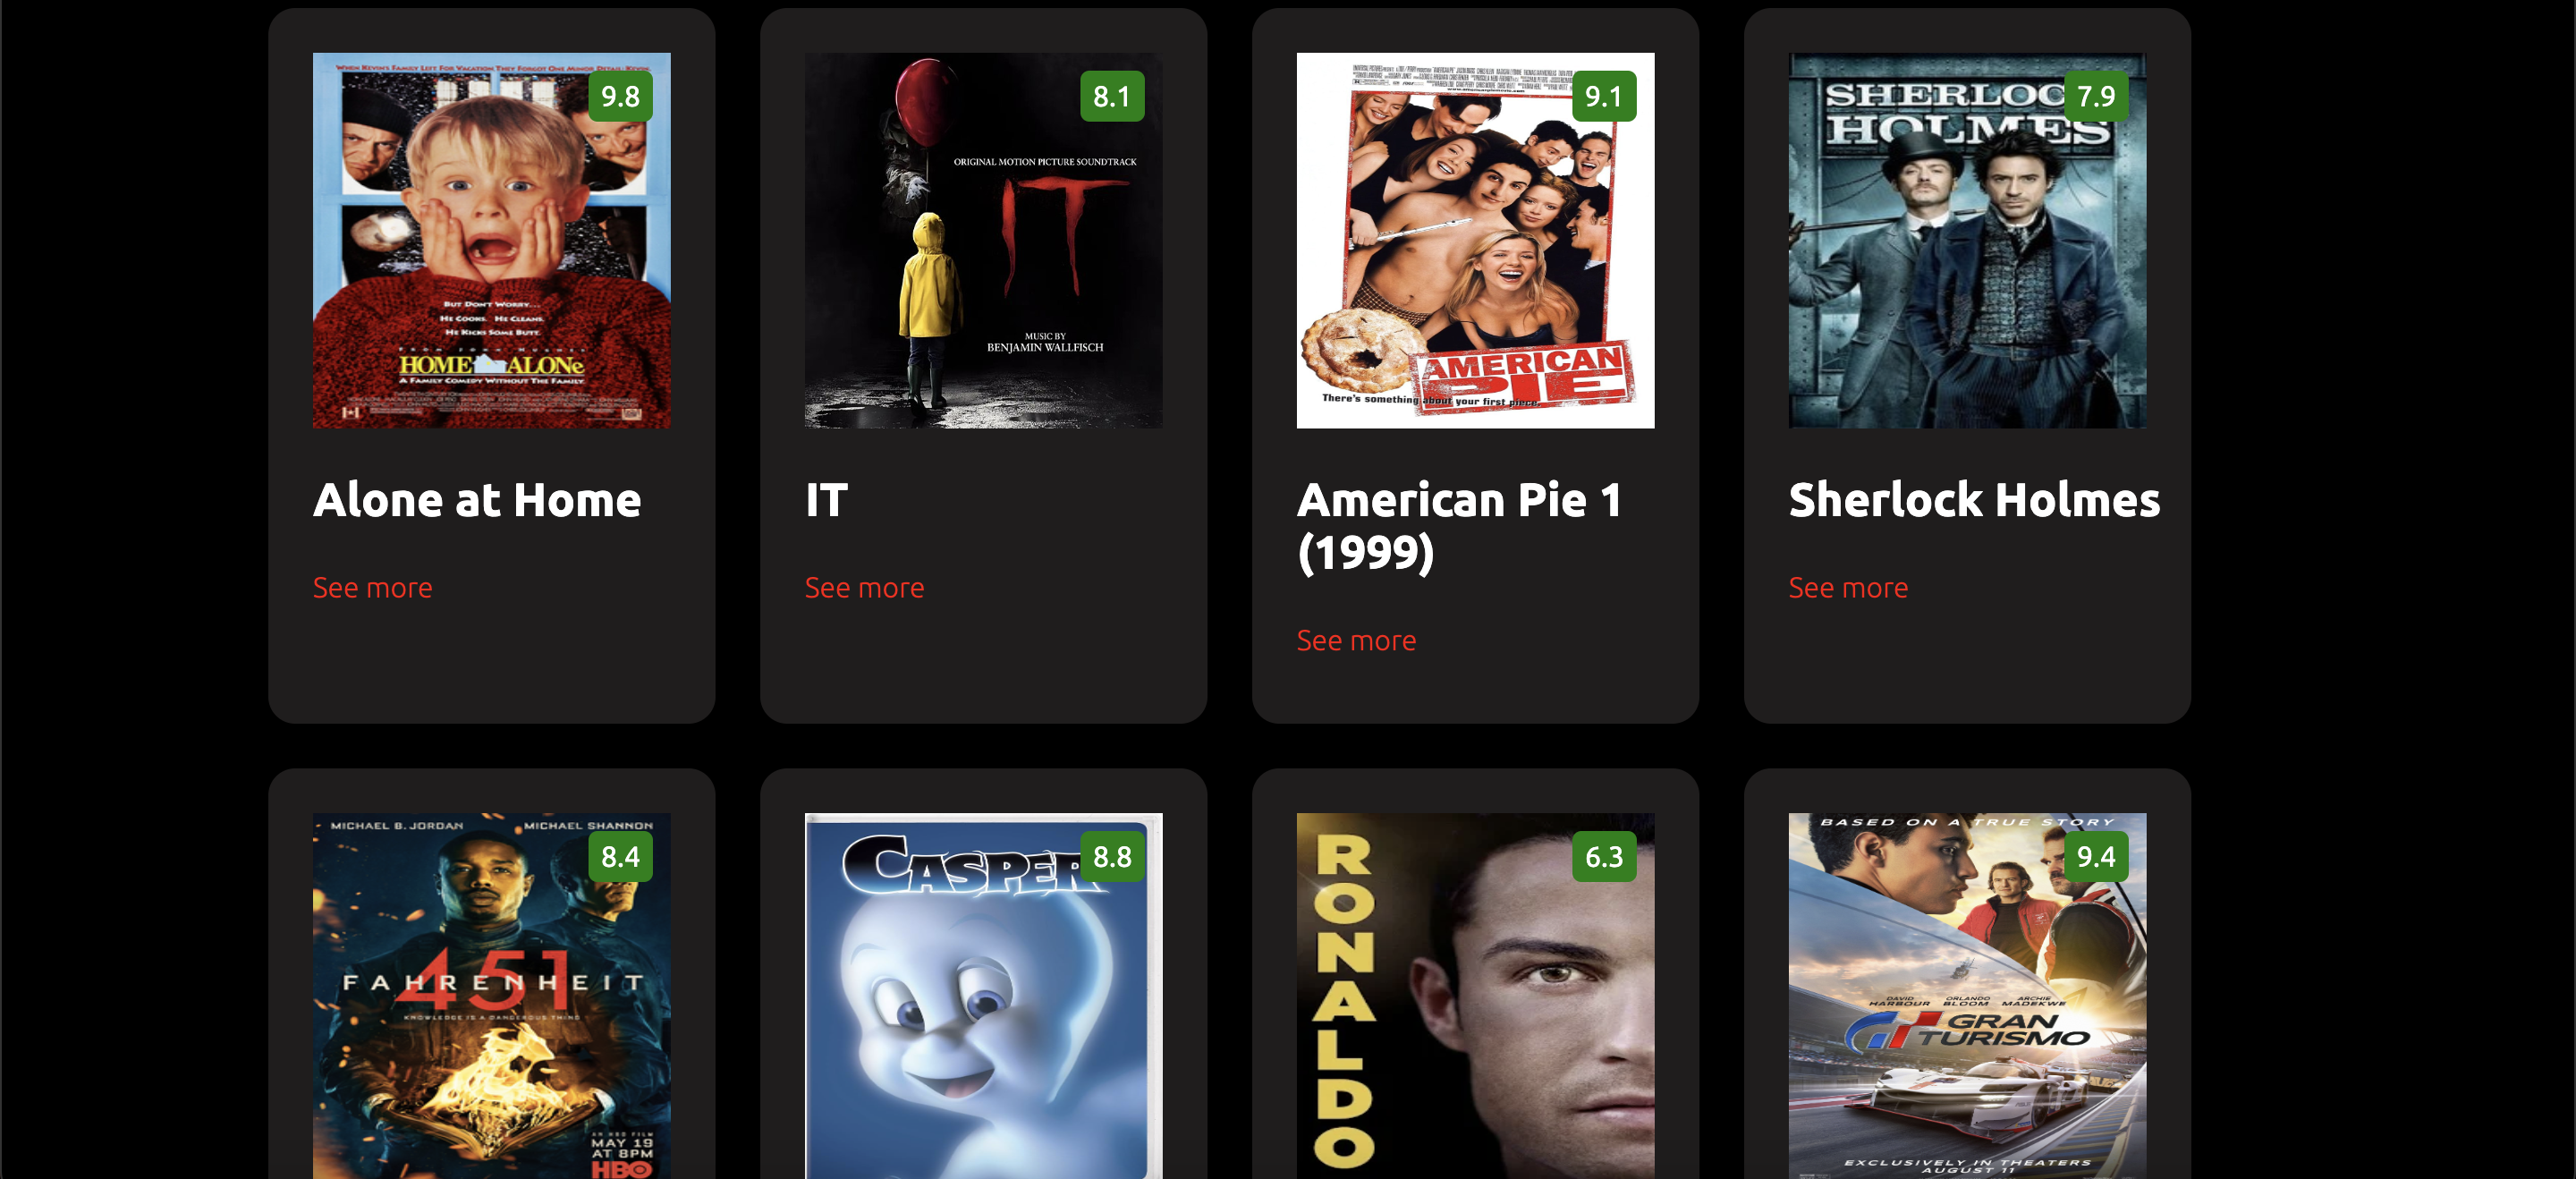 WHEN KEVIN'S FAMILY LEFT FOR VACATION, THEY FORGOT ONE MINOR DETAIL: KEVIN.
9.8
BUT DON'T WORRY...
HE COOKS. HE CLEANS.
HE KICKS SOME BUTT.
FROM JOHN HUGHES
HOME ALONe
A FAMILY COMEDY WITHOUT THE FAMILY.
Alone at Home
See more
8.1
ORIGINAL MOTION PICTURE SOUNDTRACK
IT
MUSIC BY
BENJAMIN WALLFISCH
IT
See more
9.1
AMERICAN
PIE
There's something about your first piece.
American Pie 1
(1999)
See more
7.9
SHERLOC
HOLMES
Sherlock Holmes
See more
MICHAEL B. JORDAN MICHAEL SHANNON
8.4
451
FAHRENHEIT
KNOWLEDGE IS A DANGEROUS THING
AN HBO FILM
MAY 19
AT 8PM
HBO
8.8
CASPER
6.3
RONALDO
BASED ON A TRUE STORY
9.4
DAVID HARBOUR ORLANDO BLOOM ARCHIE MADEKWE
GRAN
TURISMO
EXCLUSIVELY IN THEATERS
AUGUST 11